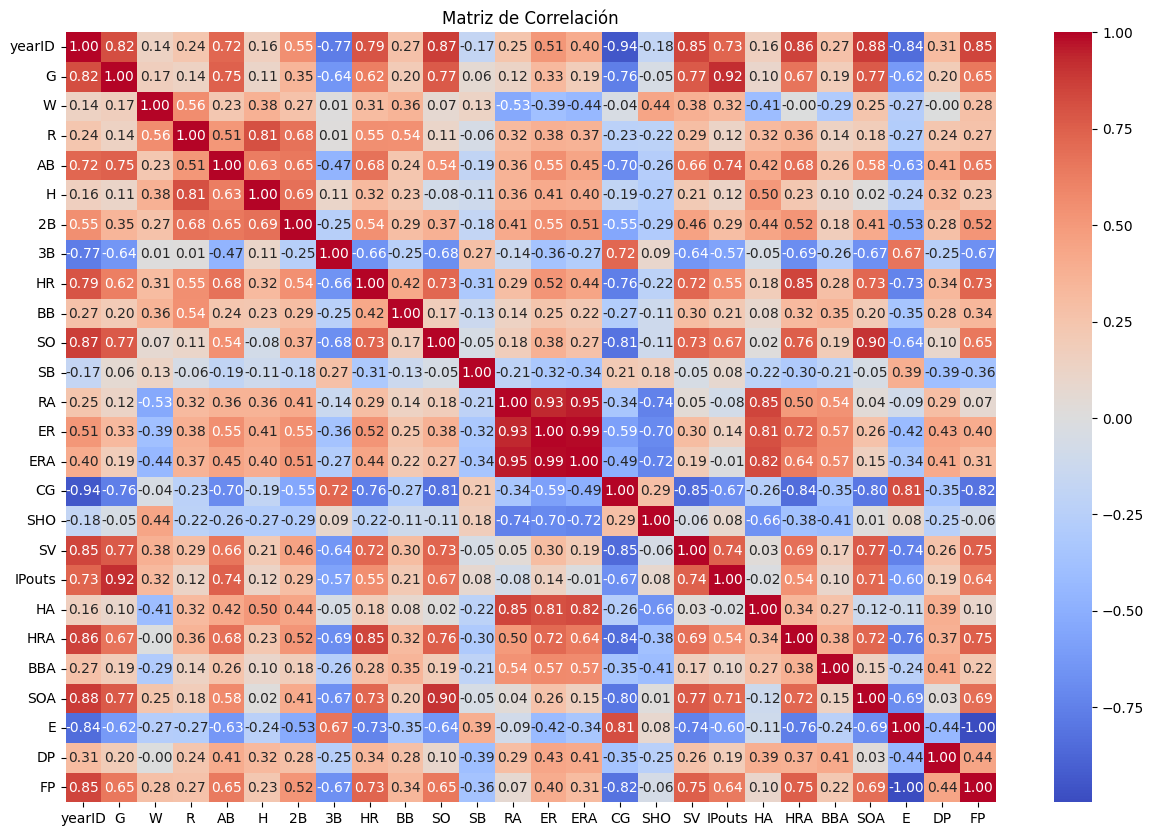 Matriz de Correlación
yearID 1.00 0.82 0.14 0.24 0.72 0.16 0.55 -0.77 0.79 0.27 0.87 -0.17 0.25 0.51 0.40 -0.94 -0.18 0.85 0.73 0.16 0.86 0.27 0.88 -0.84 0.31 0.85
G 0.82 1.00 0.17 0.14 0.75 0.11 0.35 -0.64 0.62 0.20 0.77 0.06 0.12 0.33 0.19 -0.76 -0.05 0.77 0.92 0.10 0.67 0.19 0.77 -0.62 0.20 0.65
W 0.14 0.17 1.00 0.56 0.23 0.38 0.27 0.01 0.31 0.36 0.07 0.13 -0.53 -0.39 -0.44 -0.04 0.44 0.38 0.32 -0.41 -0.00 -0.29 0.25 -0.27 -0.00 0.28
R 0.24 0.14 0.56 1.00 0.51 0.81 0.68 0.01 0.55 0.54 0.11 -0.06 0.32 0.38 0.37 -0.23 -0.22 0.29 0.12 0.32 0.36 0.14 0.18 -0.27 0.24 0.27
AB 0.72 0.75 0.23 0.51 1.00 0.63 0.65 -0.47 0.68 0.24 0.54 -0.19 0.36 0.55 0.45 -0.70 -0.26 0.66 0.74 0.42 0.68 0.26 0.58 -0.63 0.41 0.65
H 0.16 0.11 0.38 0.81 0.63 1.00 0.69 0.11 0.32 0.23 -0.08 -0.11 0.36 0.41 0.40 -0.19 -0.27 0.21 0.12 0.50 0.23 0.10 0.02 -0.24 0.32 0.23
2B 0.55 0.35 0.27 0.68 0.65 0.69 1.00 -0.25 0.54 0.29 0.37 -0.18 0.41 0.55 0.51 -0.55 -0.29 0.46 0.29 0.44 0.52 0.18 0.41 -0.53 0.28 0.52
3B -0.77 -0.64 0.01 0.01 -0.47 0.11 -0.25 1.00 -0.66 -0.25 -0.68 0.27 -0.14 -0.36 -0.27 0.72 0.09 -0.64 -0.57 -0.05 -0.69 -0.26 -0.67 0.67 -0.25 -0.67
HR 0.79 0.62 0.31 0.55 0.68 0.32 0.54 -0.66 1.00 0.42 0.73 -0.31 0.29 0.52 0.44 -0.76 -0.22 0.72 0.55 0.18 0.85 0.28 0.73 -0.73 0.34 0.73
BB 0.27 0.20 0.36 0.54 0.24 0.23 0.29 -0.25 0.42 1.00 0.17 -0.13 0.14 0.25 0.22 -0.27 -0.11 0.30 0.21 0.08 0.32 0.35 0.20 -0.35 0.28 0.34
SO 0.87 0.77 0.07 0.11 0.54 -0.08 0.37 -0.68 0.73 0.17 1.00 -0.05 0.18 0.38 0.27 -0.81 -0.11 0.73 0.67 0.02 0.76 0.19 0.90 -0.64 0.10 0.65
SB -0.17 0.06 0.13 -0.06 -0.19 -0.11 -0.18 0.27 -0.31 -0.13 -0.05 1.00 -0.21 -0.32 -0.34 0.21 0.18 -0.05 0.08 -0.22 -0.30 -0.21 -0.05 0.39 -0.39 -0.36
RA 0.25 0.12 -0.53 0.32 0.36 0.36 0.41 -0.14 0.29 0.14 0.18 -0.21 1.00 0.93 0.95 -0.34 -0.74 0.05 -0.08 0.85 0.50 0.54 0.04 -0.09 0.29 0.07
ER 0.51 0.33 -0.39 0.38 0.55 0.41 0.55 -0.36 0.52 0.25 0.38 -0.32 0.93 1.00 0.99 -0.59 -0.70 0.30 0.14 0.81 0.72 0.57 0.26 -0.42 0.43 0.40
ERA 0.40 0.19 -0.44 0.37 0.45 0.40 0.51 -0.27 0.44 0.22 0.27 -0.34 0.95 0.99 1.00 -0.49 -0.72 0.19 -0.01 0.82 0.64 0.57 0.15 -0.34 0.41 0.31
CG -0.94 -0.76 -0.04 -0.23 -0.70 -0.19 -0.55 0.72 -0.76 -0.27 -0.81 0.21 -0.34 -0.59 -0.49 1.00 0.29 -0.85 -0.67 -0.26 -0.84 -0.35 -0.80 0.81 -0.35 -0.82
SHO -0.18 -0.05 0.44 -0.22 -0.26 -0.27 -0.29 0.09 -0.22 -0.11 -0.11 0.18 -0.74 -0.70 -0.72 0.29 1.00 -0.06 0.08 -0.66 -0.38 -0.41 0.01 0.08 -0.25 -0.06
SV 0.85 0.77 0.38 0.29 0.66 0.21 0.46 -0.64 0.72 0.30 0.73 -0.05 0.05 0.30 0.19 -0.85 -0.06 1.00 0.74 0.03 0.69 0.17 0.77 -0.74 0.26 0.75
IPouts 0.73 0.92 0.32 0.12 0.74 0.12 0.29 -0.57 0.55 0.21 0.67 0.08 -0.08 0.14 -0.01 -0.67 0.08 0.74 1.00 -0.02 0.54 0.10 0.71 -0.60 0.19 0.64
HA 0.16 0.10 -0.41 0.32 0.42 0.50 0.44 -0.05 0.18 0.08 0.02 -0.22 0.85 0.81 0.82 -0.26 -0.66 0.03 -0.02 1.00 0.34 0.27 -0.12 -0.11 0.39 0.10
HRA 0.86 0.67 -0.00 0.36 0.68 0.23 0.52 -0.69 0.85 0.32 0.76 -0.30 0.50 0.72 0.64 -0.84 -0.38 0.69 0.54 0.34 1.00 0.38 0.72 -0.76 0.37 0.75
BBA 0.27 0.19 -0.29 0.14 0.26 0.10 0.18 -0.26 0.28 0.35 0.19 -0.21 0.54 0.57 0.57 -0.35 -0.41 0.17 0.10 0.27 0.38 1.00 0.15 -0.24 0.41 0.22
SOA 0.88 0.77 0.25 0.18 0.58 0.02 0.41 -0.67 0.73 0.20 0.90 -0.05 0.04 0.26 0.15 -0.80 0.01 0.77 0.71 -0.12 0.72 0.15 1.00 -0.69 0.03 0.69
E -0.84 -0.62 -0.27 -0.27 -0.63 -0.24 -0.53 0.67 -0.73 -0.35 -0.64 0.39 -0.09 -0.42 -0.34 0.81 0.08 -0.74 -0.60 -0.11 -0.76 -0.24 -0.69 1.00 -0.44 -1.00
DP 0.31 0.20 -0.00 0.24 0.41 0.32 0.28 -0.25 0.34 0.28 0.10 -0.39 0.29 0.43 0.41 -0.35 -0.25 0.26 0.19 0.39 0.37 0.41 0.03 -0.44 1.00 0.44
FP 0.85 0.65 0.28 0.27 0.65 0.23 0.52 -0.67 0.73 0.34 0.65 -0.36 0.07 0.40 0.31 -0.82 -0.06 0.75 0.64 0.10 0.75 0.22 0.69 -1.00 0.44 1.00
yearID G W R AB H 2B 3B HR BB SO SB RA ER ERA CG SHO SV IPouts HA HRA BBA SOA E DP FP
1.00
0.75
0.50
0.25
0.00
−0.25
−0.50
−0.75